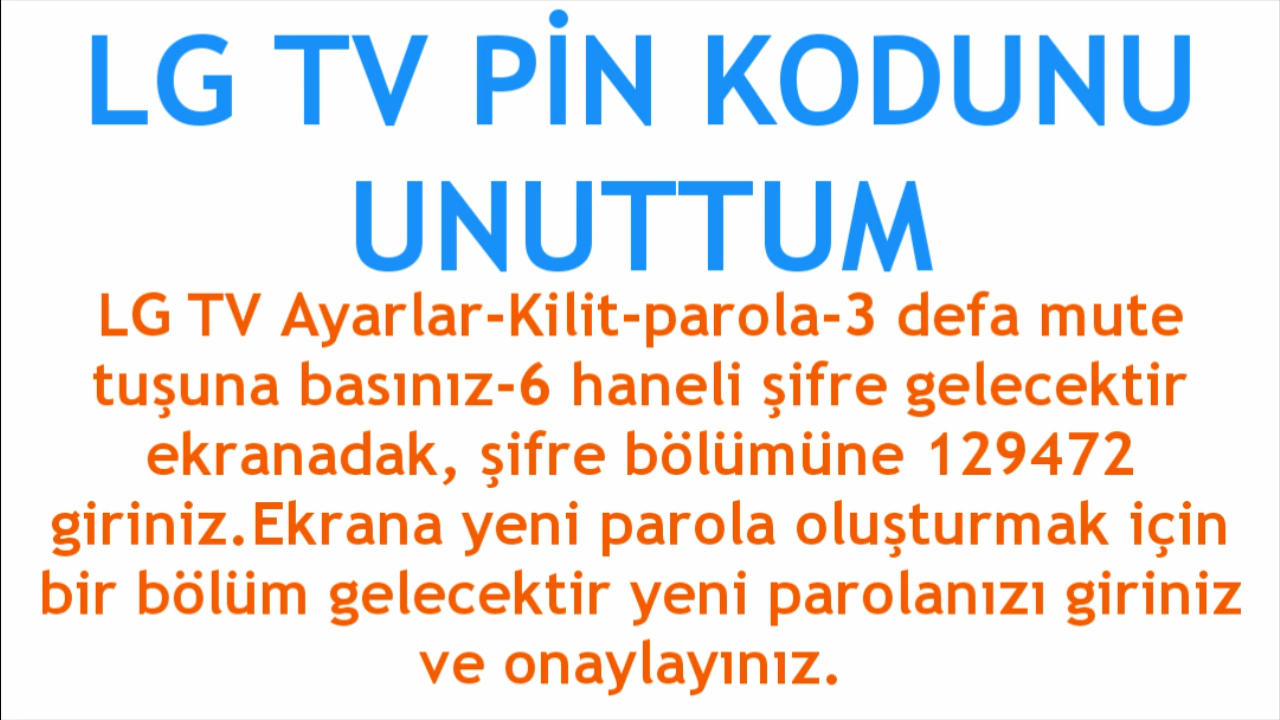 LG TV PİN KODUNU
UNUTTUM
LG TV Ayarlar-Kilit-parola-3 defa mute
tuşuna basınız-6 haneli şifre gelecektir
ekranadak, şifre bölümüne 129472
giriniz.Ekrana yeni parola oluşturmak için
bir bölüm gelecektir yeni parolanızı giriniz
ve onaylayınız.